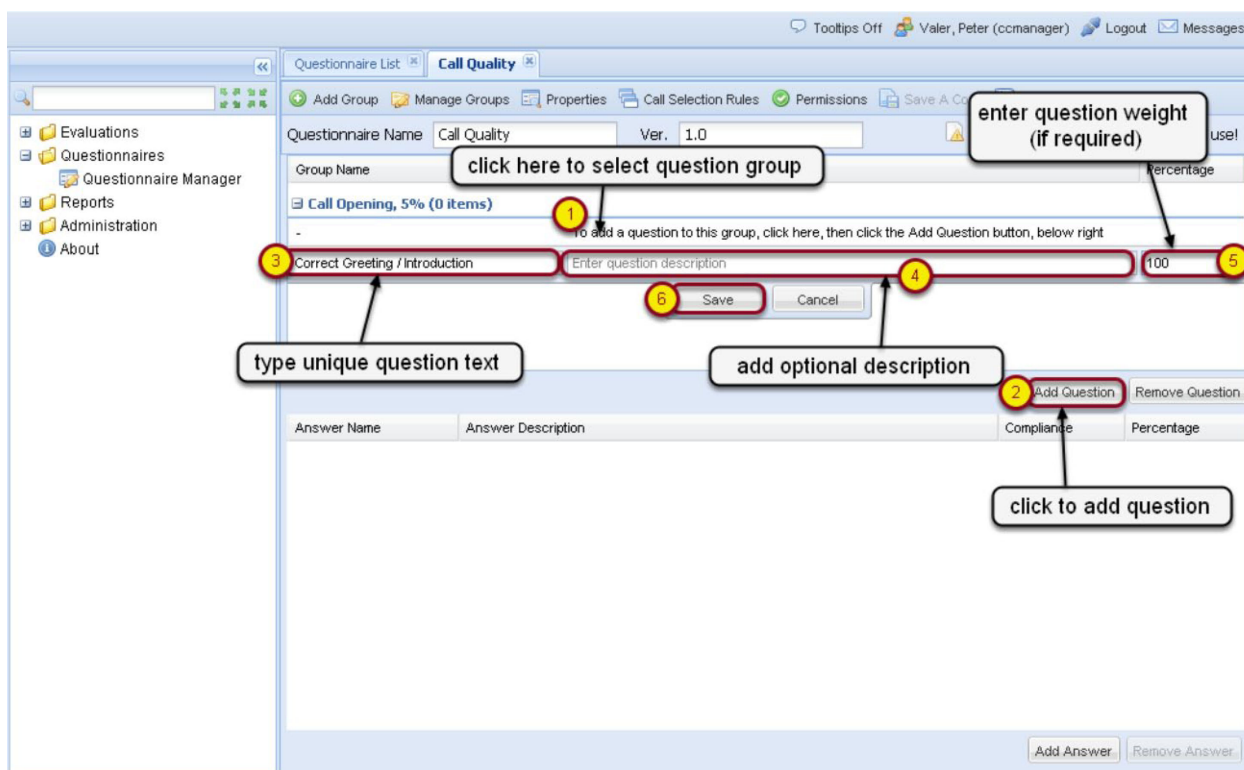 Tooltips Off Valer, Peter (ccmanager) Logout Messages
Questionnaire List Call Quality
Add Group Manage Groups Properties Call Selection Rules Permissions Save A
enter question weight
(if required)
Evaluations
Questionnaires
Questionnaire Manager
Reports
Administration
About
Questionnaire Name Call Quality Ver. 1.0 use!
click here to select question group
Group Name Percentage
Call Opening, 5% (0 items)
1
- To add a question to this group, click here, then click the Add Question button, below right
3 Correct Greeting / Introduction Enter question description 4 100 5
6 Save Cancel
type unique question text
add optional description
2 Add Question Remove Question
Answer Name Answer Description Compliance Percentage
click to add question
Add Answer Remove Answer